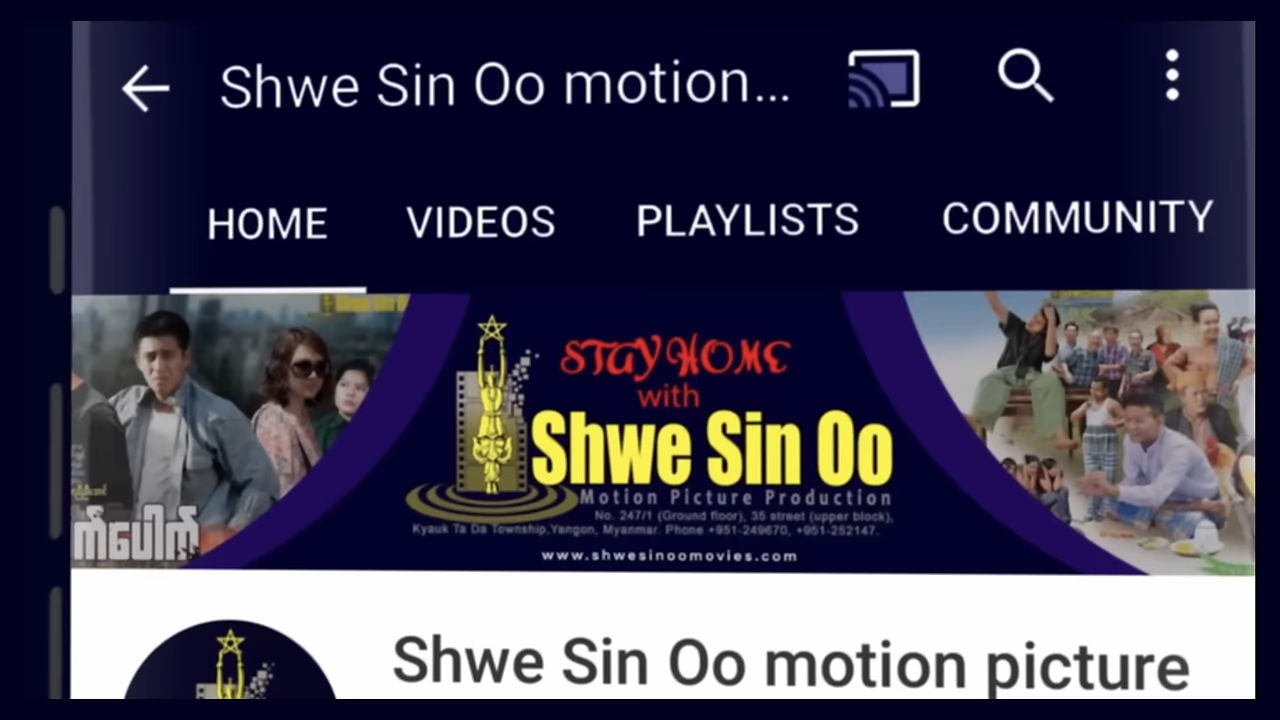 Shwe Sin Oo motion...
HOME
VIDEOS
PLAYLISTS
COMMUNITY
STAY HOME
with
Shwe Sin Oo
Motion Picture Production
No. 247/1 (Ground floor), 35 street (upper block),
Kyauk Ta Da Township,Yangon, Myanmar. Phone +951-249670, +951-252147.
www.shwesinoomovies.com
Shwe Sin Oo motion picture